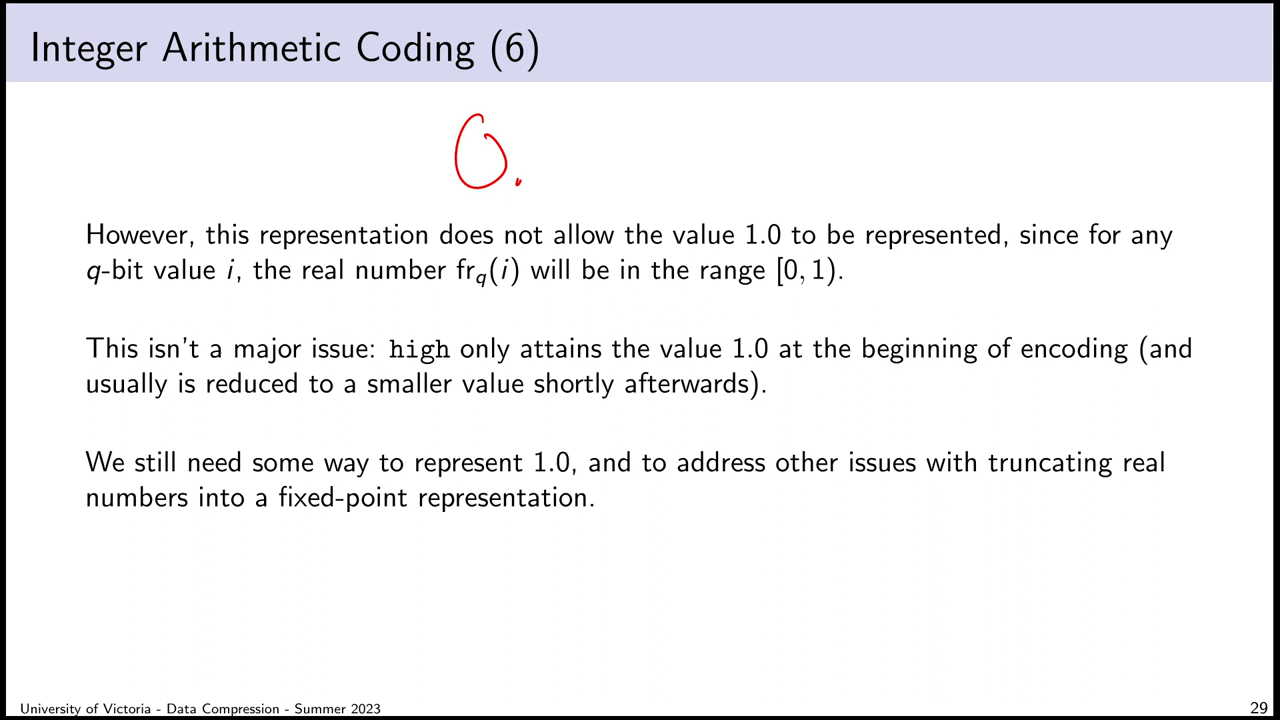 Integer Arithmetic Coding (6)
0.
However, this representation does not allow the value 1.0 to be represented, since for any
q-bit value i, the real number frq(i) will be in the range [0, 1).
This isn't a major issue: high only attains the value 1.0 at the beginning of encoding (and
usually is reduced to a smaller value shortly afterwards).
We still need some way to represent 1.0, and to address other issues with truncating real
numbers into a fixed-point representation.
University of Victoria - Data Compression - Summer 2023
29